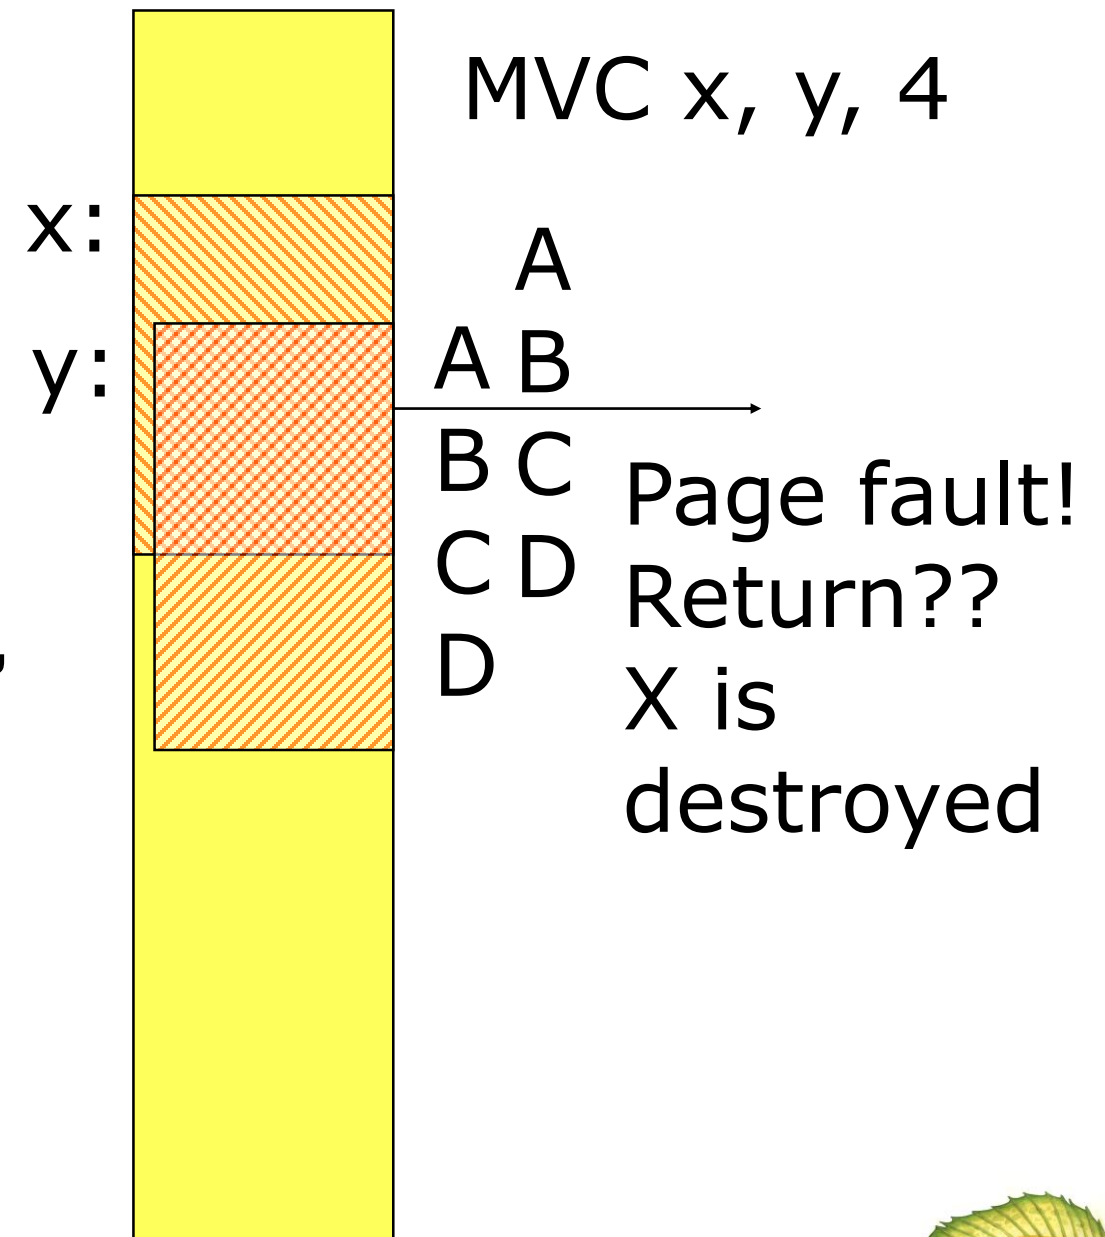 MVC x, y, 4
x:
A
y:
A B
B C
C D
D
Page fault!
Return??
X is
destroyed
,